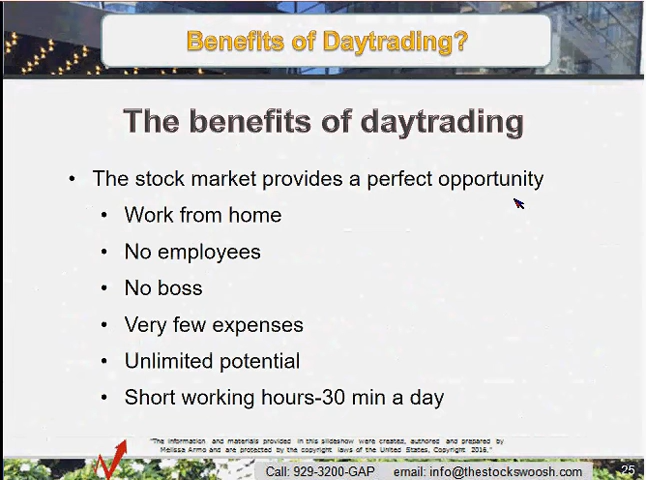 Benefits of Daytrading?
The benefits of daytrading
• The stock market provides a perfect opportunity
• Work from home
• No employees
• No boss
• Very few expenses
• Unlimited potential
• Short working hours-30 min a day
"The information and materials provided in this slideshow were created, authored and prepared by
Melissa Armo and are protected by the copyright laws of the United States, Copyright 2016."
Call: 929-3200-GAP email: info@thestockswoosh.com
25